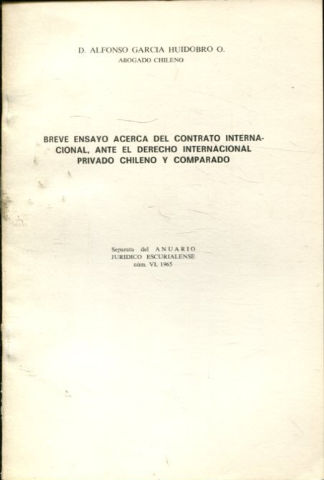 D. ALFONSO GARCIA HUIDOBRO O.
ABOGADO CHILENO
BREVE ENSAYO ACERCA DEL CONTRATO INTERNA-
CIONAL, ANTE EL DERECHO INTERNACIONAL
PRIVADO CHILENO Y COMPARADO
Separata del ANUARIO
JURIDICO ESCURIALENSE
núm. VI, 1965